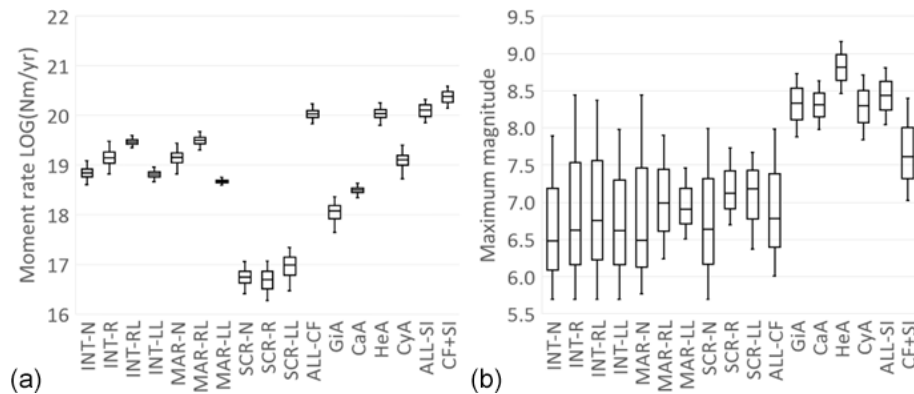 Moment rate LOG(Nm/yr)
22
21
20
19
18
17
16
INT-N
INT-R
INT-RL
INT-LL
MAR-N
MAR-RL
MAR-LL
SCR-N
SCR-R
SCR-LL
ALL-CF
GiA
CaA
HeA
CyA
ALL-SI
CF+SI
(a)
Maximum magnitude
9.5
9.0
8.5
8.0
7.5
7.0
6.5
6.0
5.5
INT-N
INT-R
INT-RL
INT-LL
MAR-N
MAR-RL
MAR-LL
SCR-N
SCR-R
SCR-LL
ALL-CF
GiA
CaA
HeA
CyA
ALL-SI
CF+SI
(b)